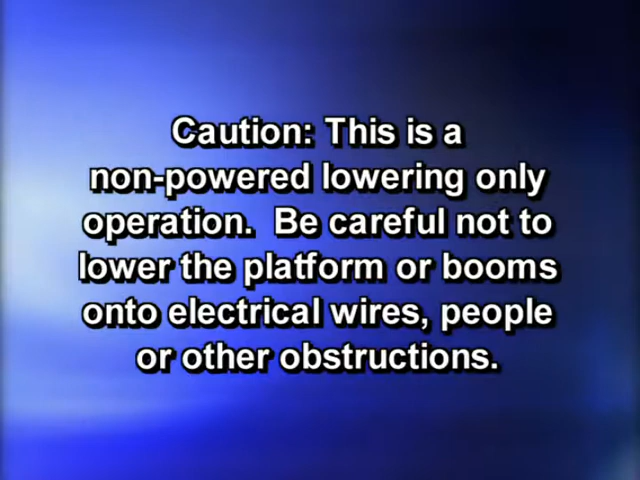 Caution: This is a
non-powered lowering only
operation.  Be careful not to
lower the platform or booms
onto electrical wires, people
or other obstructions.